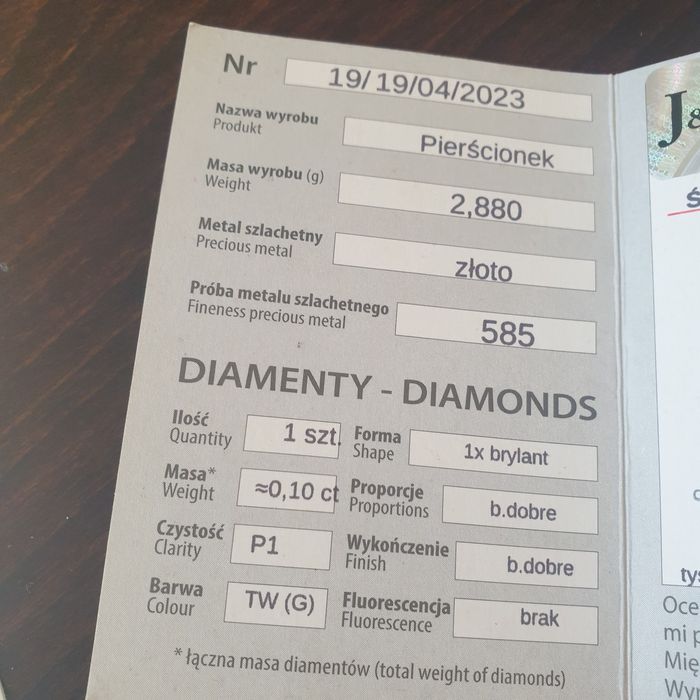 Nr 19/ 19/04/2023
Nazwa wyrobu
Produkt
Pierścionek
Masa wyrobu (g)
Weight
2,880
Metal szlachetny
Precious metal
złoto
Próba metalu szlachetnego
Fineness precious metal
585
DIAMENTY - DIAMONDS
Ilość
Quantity
1 szt.
Forma
Shape
1x brylant
Masa*
Weight
≈0,10 ct
Proporcje
Proportions
b.dobre
Czystość
Clarity
P1
Wykończenie
Finish
b.dobre
Barwa
Colour
TW (G)
Fluorescencja
Fluorescence
brak
* łączna masa diamentów (total weight of diamonds)
J&
Oce
mi p
Mię